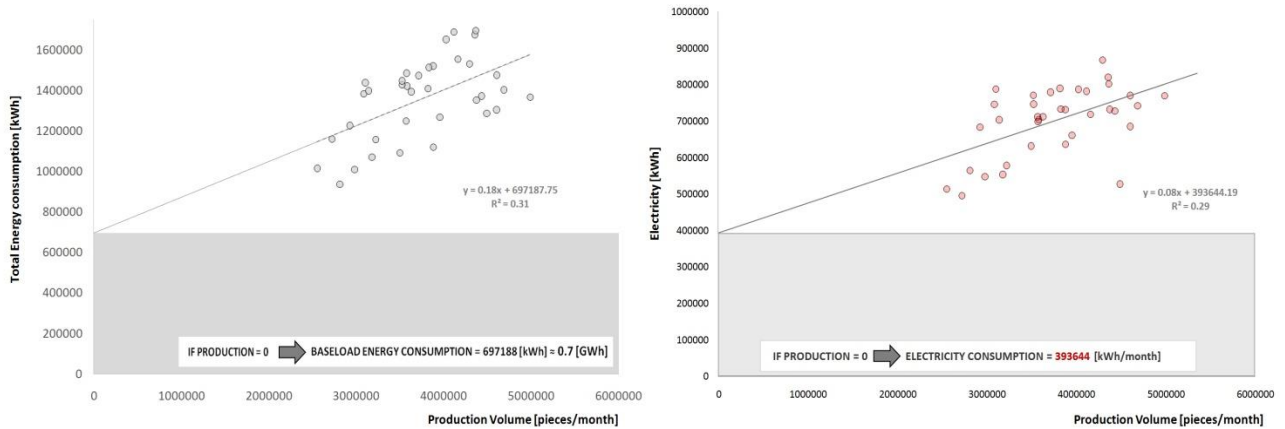 Total Energy consumption [kWh]
1600000
1400000
1200000
1000000
800000
600000
400000
200000
0
y = 0.18x + 697187.75
R² = 0.31
IF PRODUCTION = 0 BASELOAD ENERGY CONSUMPTION = 697188 [kWh] ≈ 0.7 [GWh]
0 1000000 2000000 3000000 4000000 5000000 6000000
Production Volume [pieces/month]
Electricity [kWh]
1000000
900000
800000
700000
600000
500000
400000
300000
200000
100000
0
y = 0.08x + 393644.19
R² = 0.29
IF PRODUCTION = 0 ELECTRICITY CONSUMPTION = 393644 [kWh/month]
0 1000000 2000000 3000000 4000000 5000000 6000000
Production Volume [pieces/month]